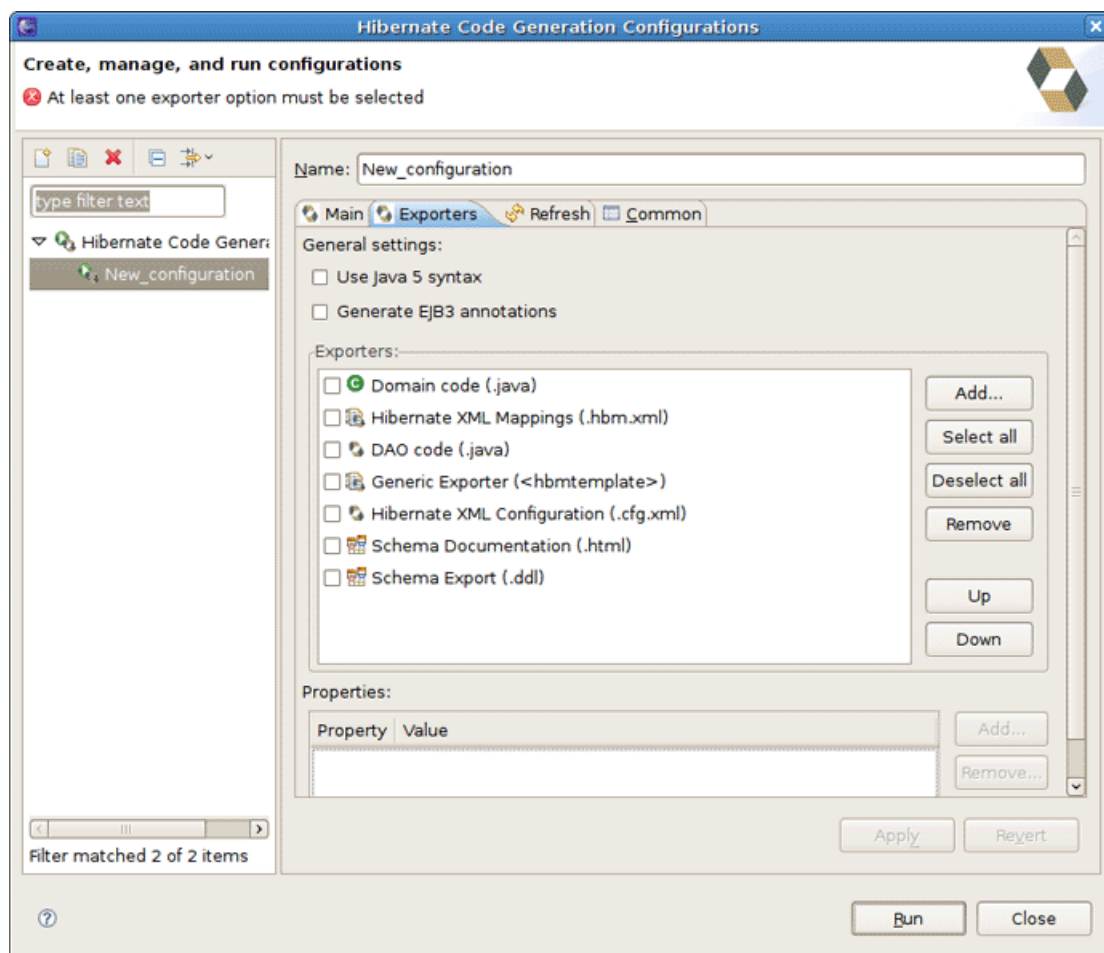 Hibernate Code Generation Configurations
Create, manage, and run configurations
At least one exporter option must be selected
type filter text
Hibernate Code Genera
New_configuration
Filter matched 2 of 2 items
Name: New_configuration
Main Exporters Refresh Common
General settings:
Use Java 5 syntax
Generate EJB3 annotations
Exporters:
Domain code (.java)
Hibernate XML Mappings (.hbm.xml)
DAO code (.java)
Generic Exporter (<hbmtemplate>)
Hibernate XML Configuration (.cfg.xml)
Schema Documentation (.html)
Schema Export (.ddl)
Add...
Select all
Deselect all
Remove
Up
Down
Properties:
Property Value
Add...
Remove...
Apply Revert
Run Close